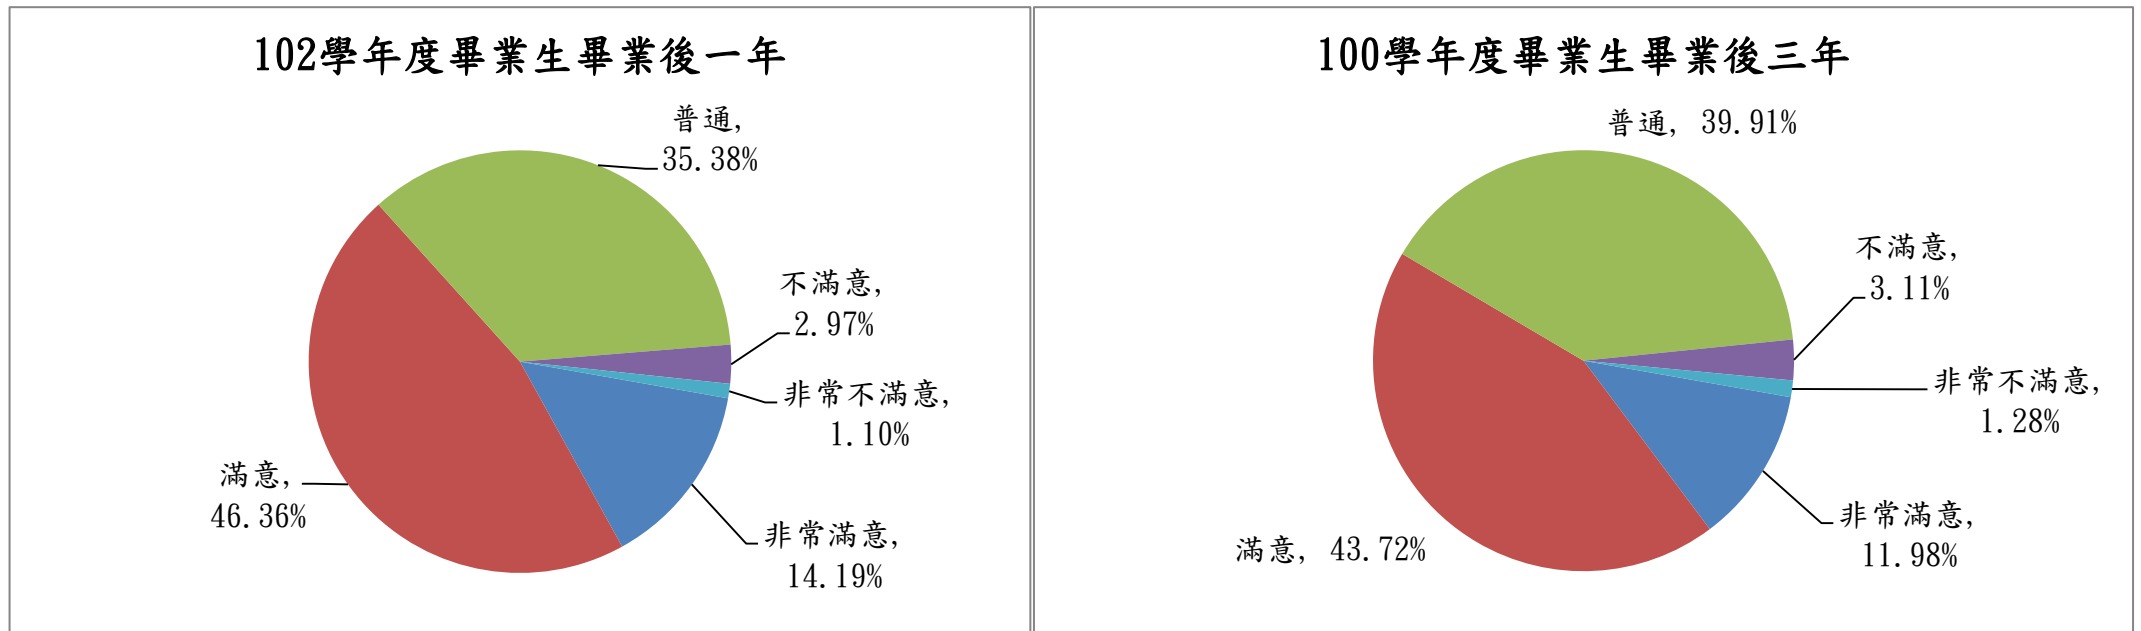 102學年度畢業生畢業後一年
普通,
35.38%
不滿意,
2.97%
非常不滿意,
1.10%
非常滿意,
14.19%
滿意,
46.36%
100學年度畢業生畢業後三年
普通, 39.91%
不滿意,
3.11%
非常不滿意,
1.28%
非常滿意,
11.98%
滿意, 43.72%